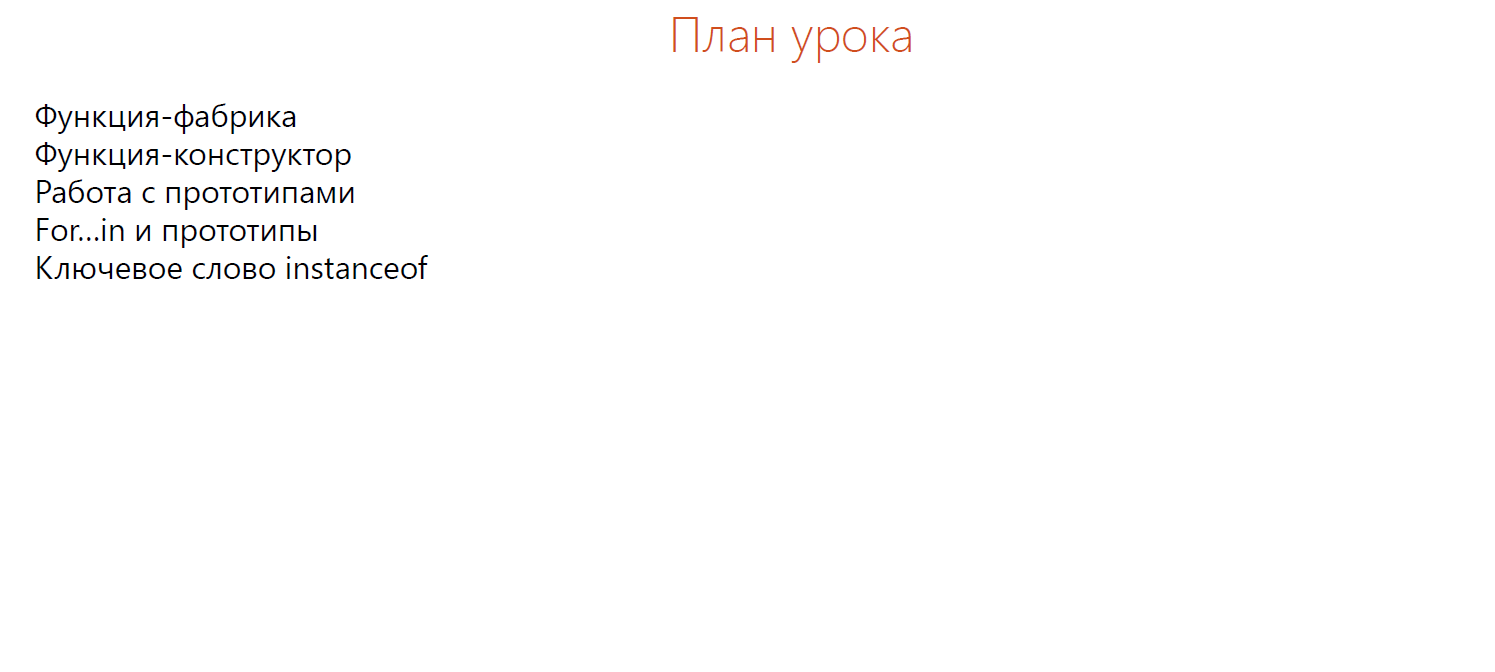 План урока
Функция-фабрика
Функция-конструктор
Работа с прототипами
For...in и прототипы
Ключевое слово instanceof